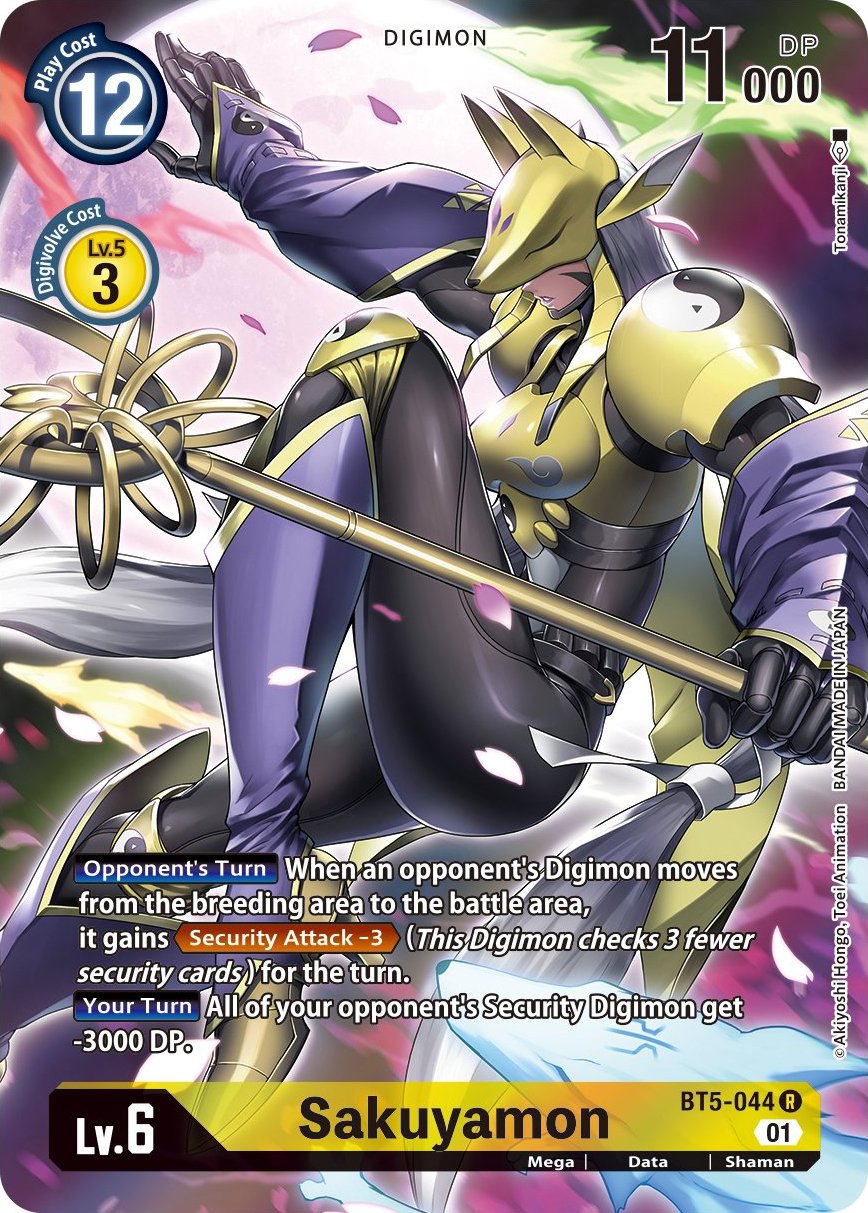 DIGIMON
Play Cost
12
11000
DP
Digivolve Cost
Lv.5
3
Tonamikanji
BANDAI MADE IN JAPAN
©Akiyoshi Hongo, Toei Animation
Opponent's Turn When an opponent's Digimon moves
from the breeding area to the battle area,
it gains Security Attack -3 (This Digimon checks 3 fewer
security cards) for the turn.
Your Turn All of your opponent's Security Digimon get
-3000 DP.
BT5-044 R
01
Lv.6
Sakuyamon
Mega | Data | Shaman